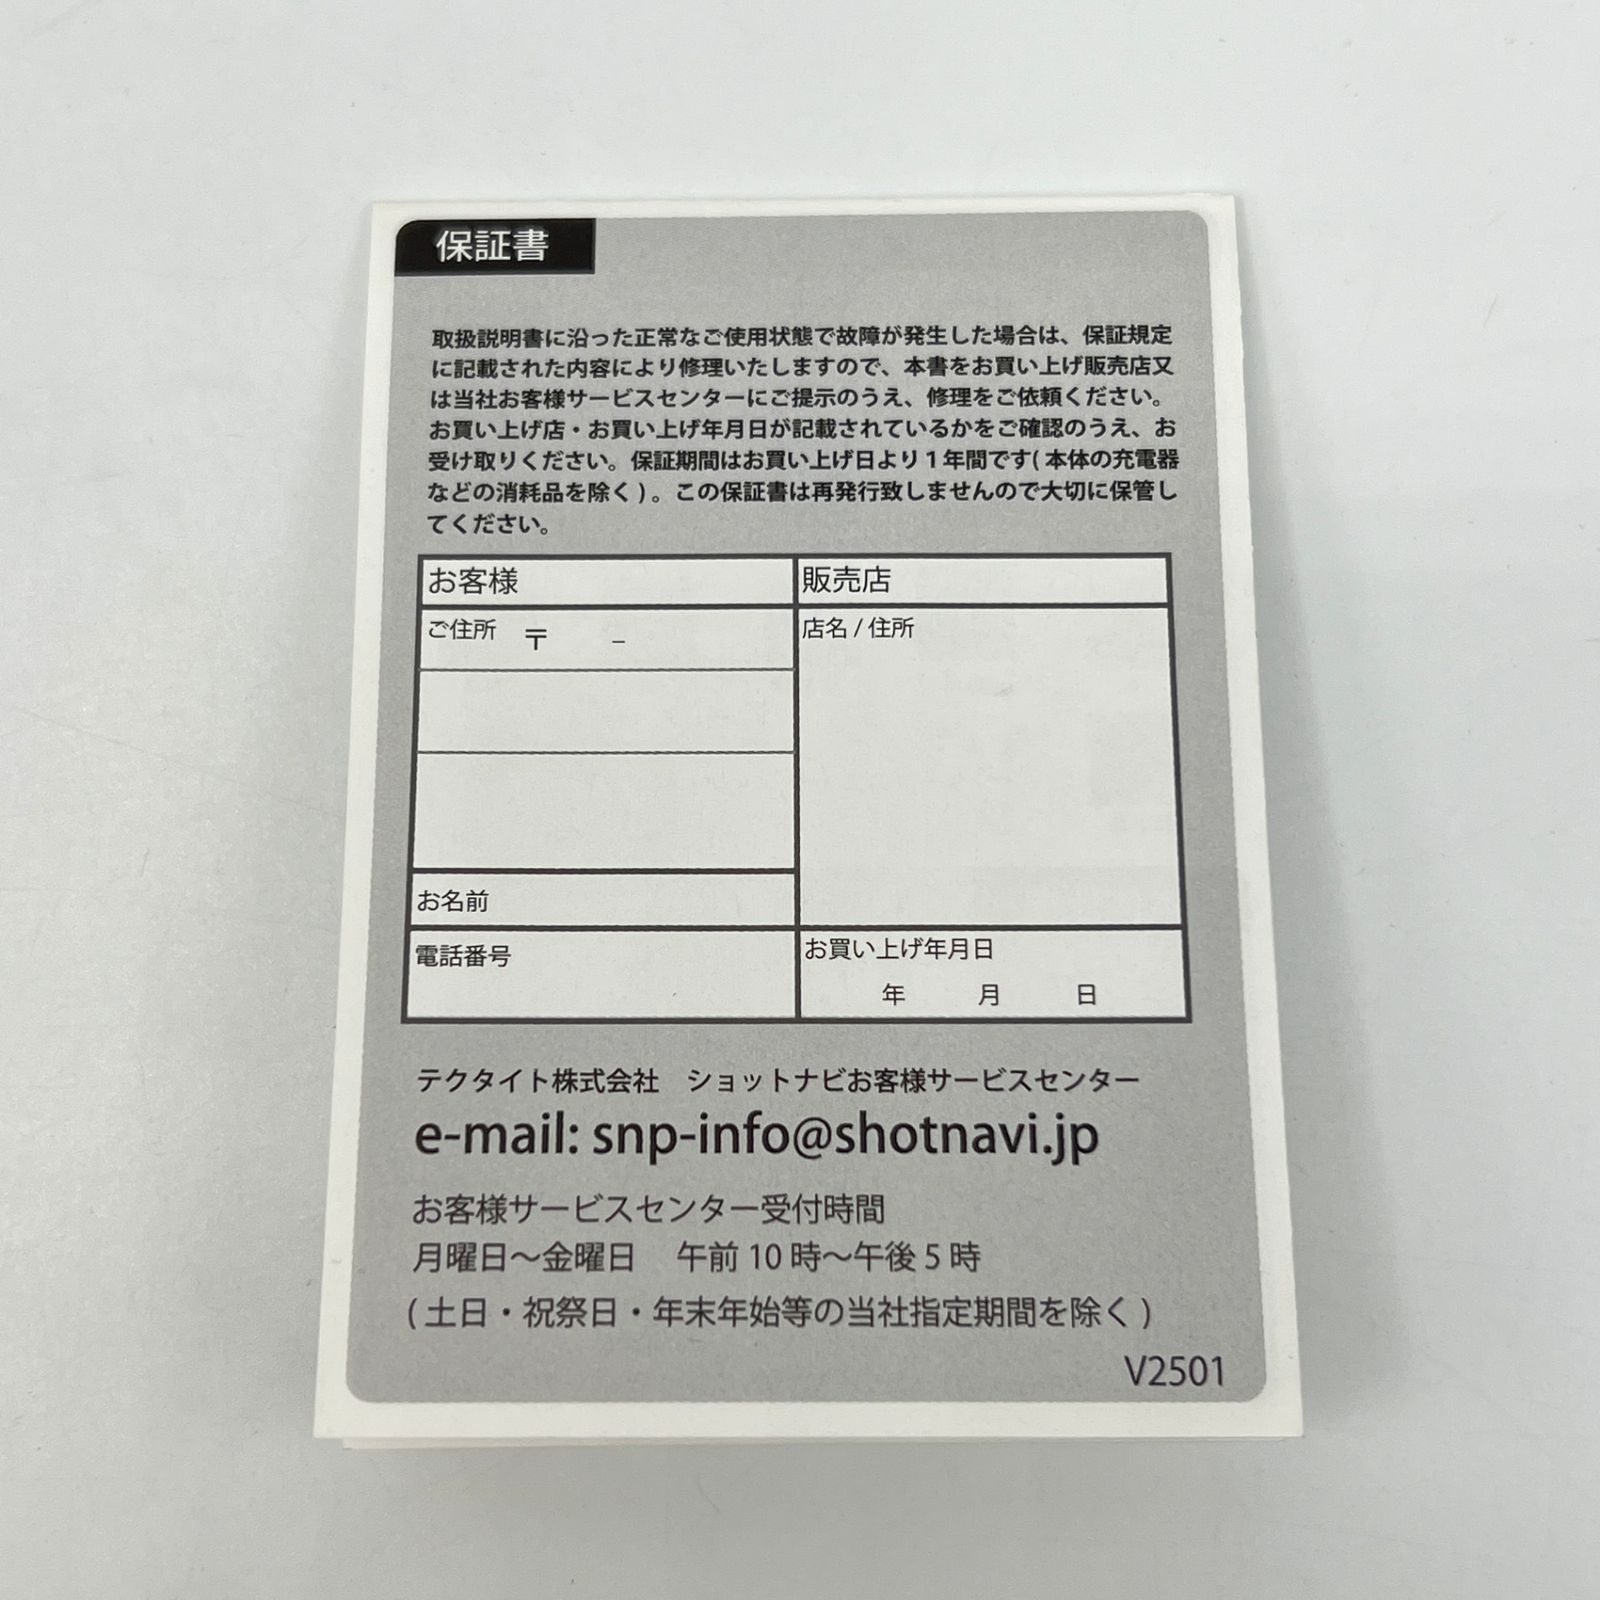 保証書
取扱説明書に沿った正常なご使用状態で故障が発生した場合は、保証規定
に記載された内容により修理いたしますので、本書をお買い上げ販売店又
は当社お客様サービスセンターにご提示のうえ、修理をご依頼ください。
お買い上げ店・お買い上げ年月日が記載されているかをご確認のうえ、お
受け取りください。保証期間はお買い上げ日より1年間です(本体の充電器
などの消耗品を除く)。この保証書は再発行致しませんので大切に保管し
てください。
お客様
販売店
ご住所 〒 －
店名 / 住所
お名前
電話番号
お買い上げ年月日
年 月 日
テクタイト株式会社 ショットナビお客様サービスセンター
e-mail: snp-info@shotnavi.jp
お客様サービスセンター受付時間
月曜日～金曜日 午前10時～午後5時
(土日・祝祭日・年末年始等の当社指定期間を除く)
V2501